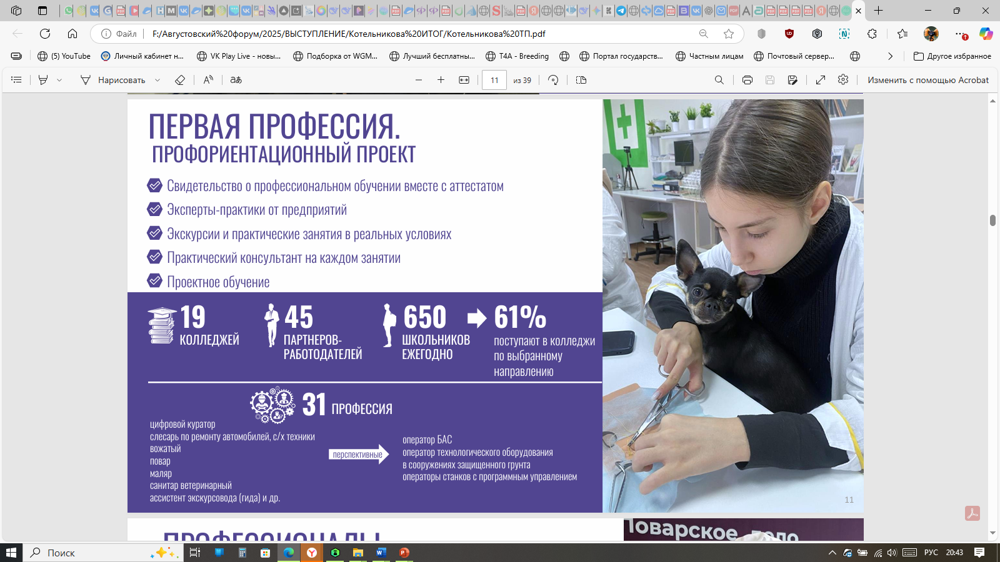 Файл
F:/Августовский%20форум/2025/ВЫСТУПЛЕНИЕ/Котельникова%20ИТОГ/Котельникова%20ТП.pdf
(5) YouTube
Личный кабинет н...
VK Play Live - новы...
Подборка от WGM...
Лучший бесплатны...
T4A - Breeding
Портал государств...
Частным лицам
Почтовый сервер...
Другое избранное
Нарисовать
11
из 39
Изменить с помощью Acrobat
ПЕРВАЯ ПРОФЕССИЯ.
ПРОФОРИЕНТАЦИОННЫЙ ПРОЕКТ
Свидетельство о профессиональном обучении вместе с аттестатом
Эксперты-практики от предприятий
Экскурсии и практические занятия в реальных условиях
Практический консультант на каждом занятии
Проектное обучение
19
КОЛЛЕДЖЕЙ
45
ПАРТНЕРОВ-
РАБОТОДАТЕЛЕЙ
650
ШКОЛЬНИКОВ
ЕЖЕГОДНО
61%
поступают в колледжи
по выбранному
направлению
31 ПРОФЕССИЯ
цифровой куратор
слесарь по ремонту автомобилей, с/х техники
вожатый
повар
маляр
санитар ветеринарный
ассистент экскурсовода (гида) и др.
перспективные
оператор БАС
оператор технологического оборудования
в сооружениях защищенного грунта
операторы станков с программным управлением
11
ПРОФЕССИОНАЛЫ
Поварское дело
Поиск
РУС
20:43